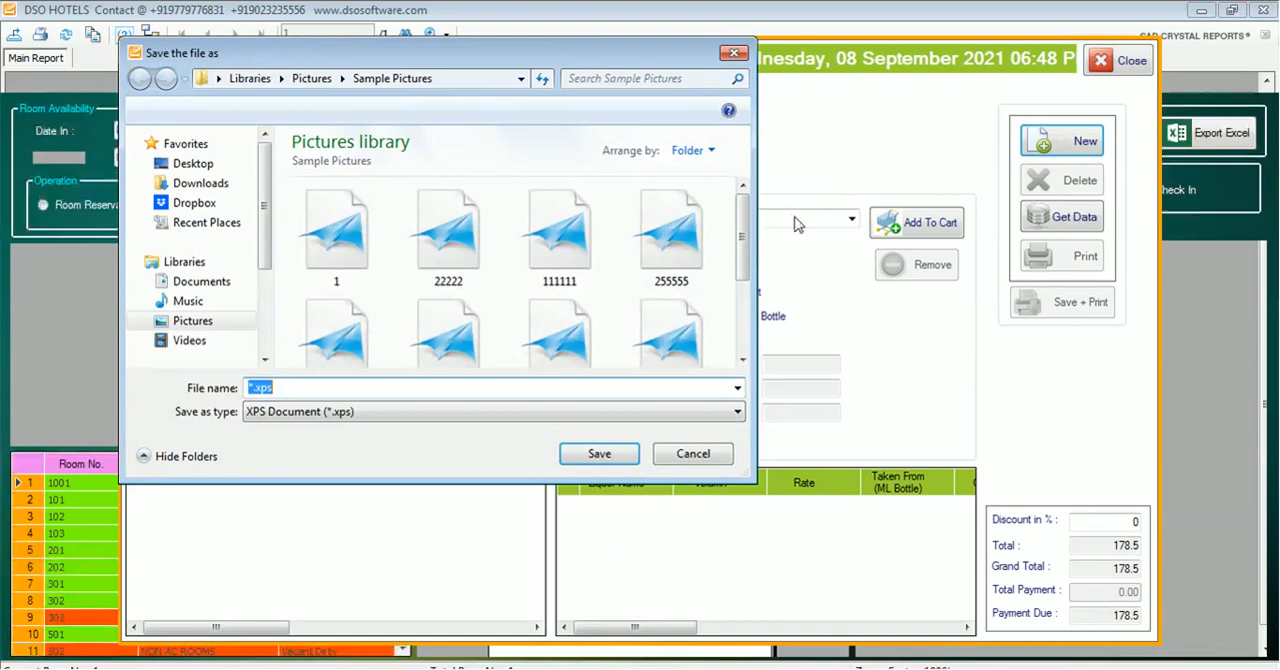 DSO HOTELS Contact @ +919779776831 +919023235556 www.dsosoftware.com
1
SAP CRYSTAL REPORTS®
Main Report
Save the file as
Libraries
Pictures
Sample Pictures
Search Sample Pictures
nesday, 08 September 2021 06:48 P
Close
Room Availability
Date In :
Operation
Room Reserva
Export Excel
heck In
Favorites
Desktop
Downloads
Dropbox
Recent Places
Libraries
Documents
Music
Pictures
Videos
Pictures library
Sample Pictures
Arrange by:
Folder
1
22222
111111
255555
File name:
*.xps
Save as type:
XPS Document (*.xps)
Hide Folders
Save
Cancel
New
Delete
Get Data
Print
Save + Print
Add To Cart
Remove
Bottle
Rate
Taken From
(ML Bottle)
Room No.
1 1001
2 101
3 102
4 103
5 201
6 202
7 301
8 302
9 303
10 501
11 502 NON AC ROOMS Vacant Dirty
Discount in % : 0
Total : 178.5
Grand Total : 178.5
Total Payment : 0.00
Payment Due : 178.5